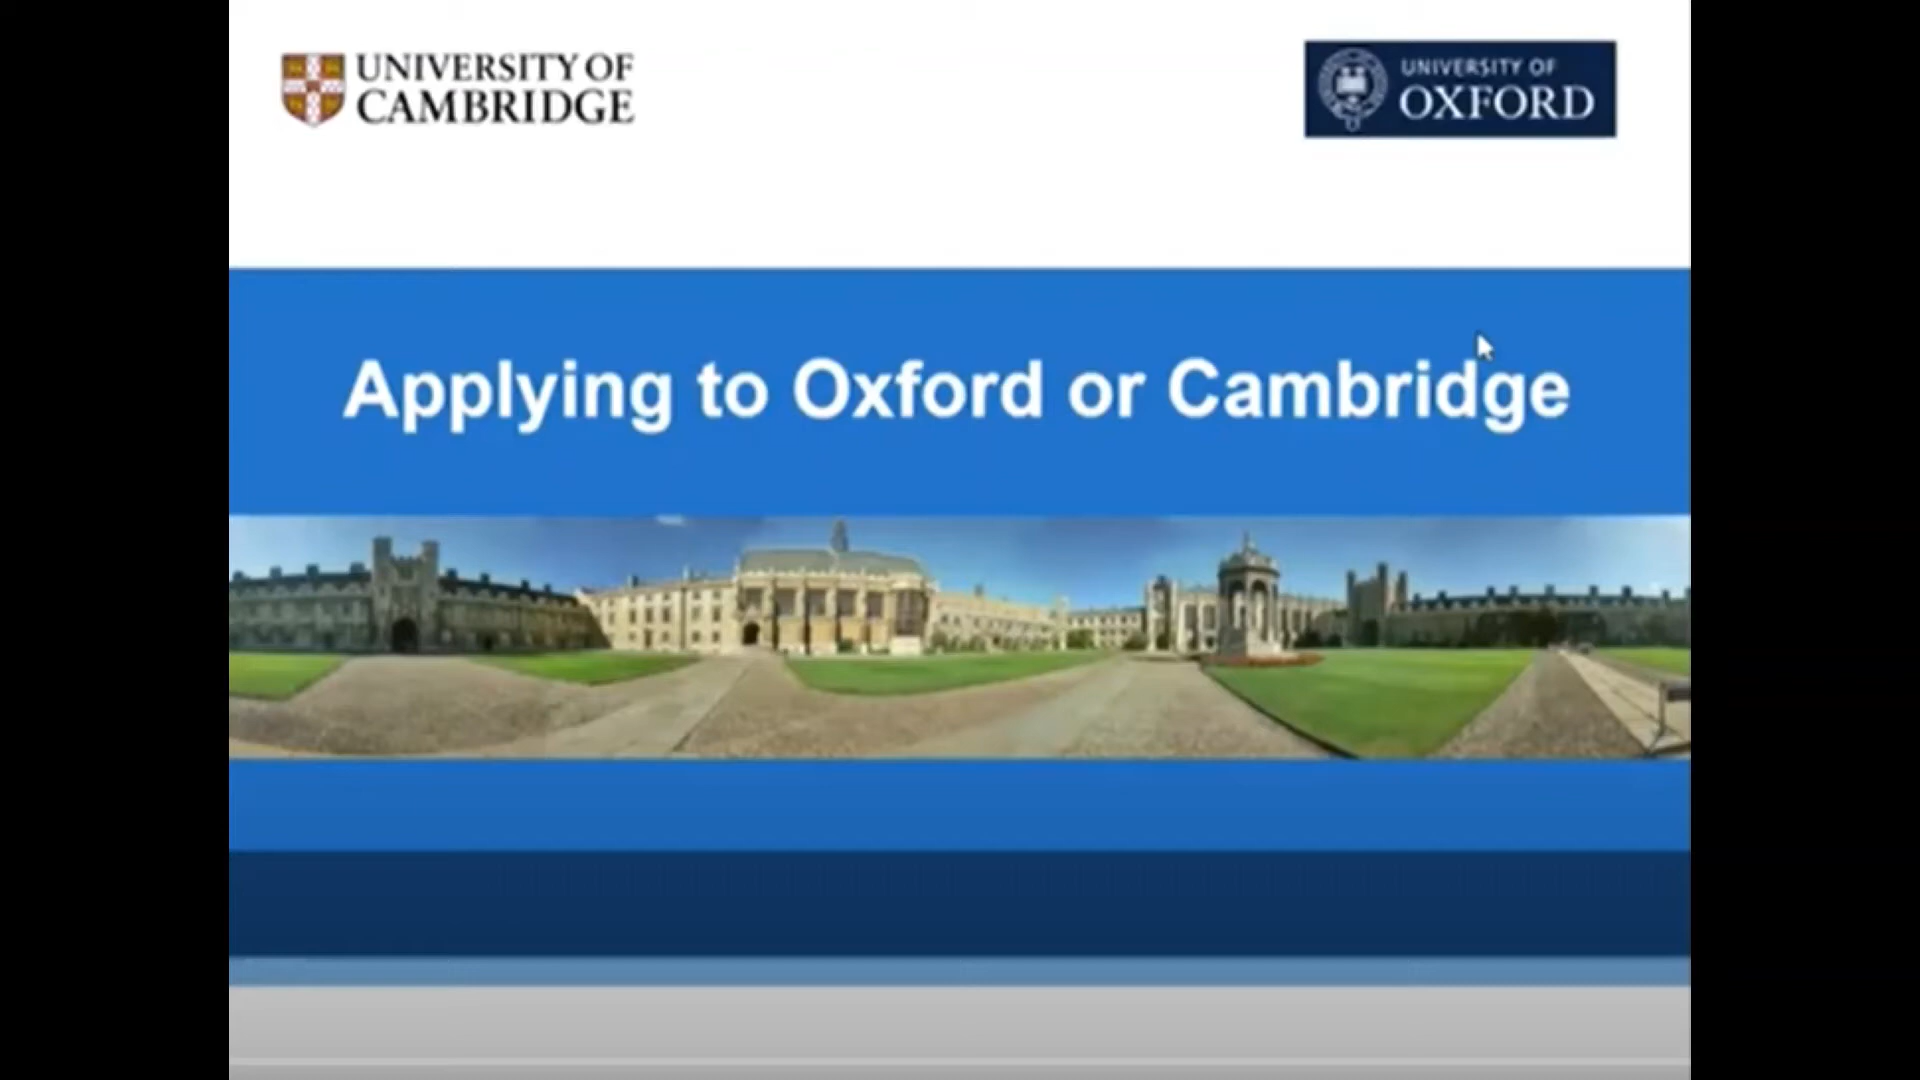 UNIVERSITY OF
CAMBRIDGE
UNIVERSITY OF
OXFORD
Applying to Oxford or Cambridge